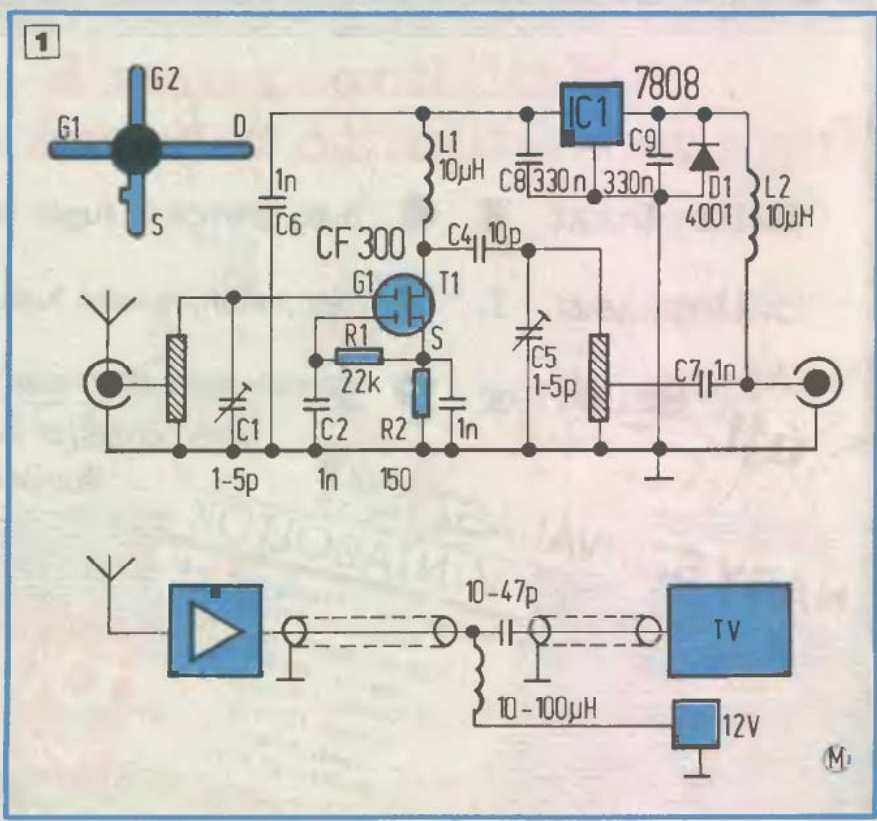 1
G2
G1
D
S
7808
IC1
L1
10µH
C8
330n
330n
C9
D1
4001
L2
10µH
1n
C6
CF 300
C4
10p
G1
T1
S
R1
22k
C5
1-5p
C7
1n
C1
1-5p
C2
1n
R2
150
1n
10-47p
TV
10-100µH
12V
M